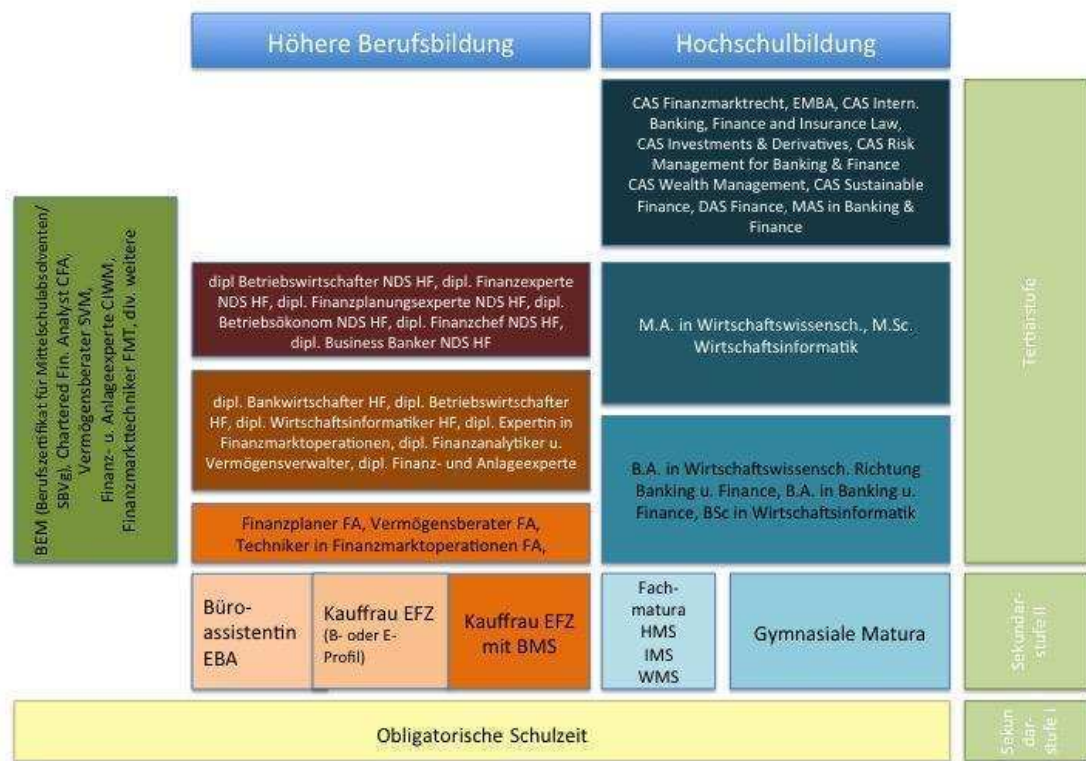 Höhere Berufsbildung
Hochschulbildung
CAS Finanzmarktrecht, EMBA, CAS Intern.
Banking, Finance and Insurance Law,
CAS Investments & Derivatives, CAS Risk
Management for Banking & Finance
CAS Wealth Management, CAS Sustainable
Finance, DAS Finance, MAS in Banking &
Finance
Tertiärstufe
BEM (Berufszertifikat für Mittelschulabsolventen/
SBVg), Chartered Fin. Analyst CFA,
Vermögensberater SVM,
Finanz- u. Anlageexperte CIWM,
Finanzmarkttechniker FMT, div. weitere
dipl Betriebswirtschafter NDS HF, dipl. Finanzexperte
NDS HF, dipl. Finanzplanungsexperte NDS HF, dipl.
Betriebsökonom NDS HF, dipl. Finanzchef NDS HF,
dipl. Business Banker NDS HF
M.A. in Wirtschaftswissensch., M.Sc.
Wirtschaftsinformatik
dipl. Bankwirtschafter HF, dipl. Betriebswirtschafter
HF, dipl. Wirtschaftsinformatiker HF, dipl. Expertin in
Finanzmarktoperationen, dipl. Finanzanalytiker u.
Vermögensverwalter, dipl. Finanz- und Anlageexperte
B.A. in Wirtschaftswissensch. Richtung
Banking u. Finance, B.A. in Banking u.
Finance, BSc in Wirtschaftsinformatik
Finanzplaner FA, Vermögensberater FA,
Techniker in Finanzmarktoperationen FA,
Büro-
assistentin
EBA
Kauffrau EFZ
(B- oder E-
Profil)
Kauffrau EFZ
mit BMS
Fach-
matura
HMS
IMS
WMS
Gymnasiale Matura
Sekundar-
stufe II
Obligatorische Schulzeit
Sekun
dar-
stufe I